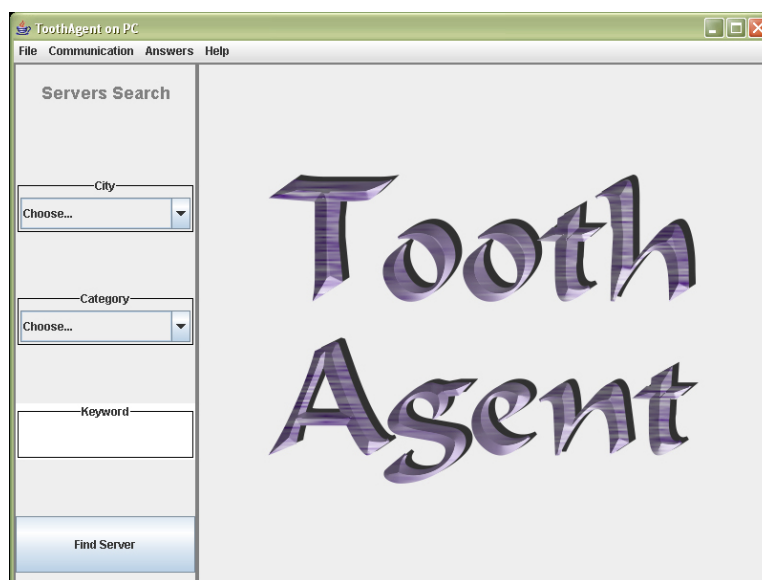 ToothAgent on PC
File Communication Answers Help
Servers Search
City
Choose...
Category
Choose...
Keyword
Find Server
Tooth
Agent